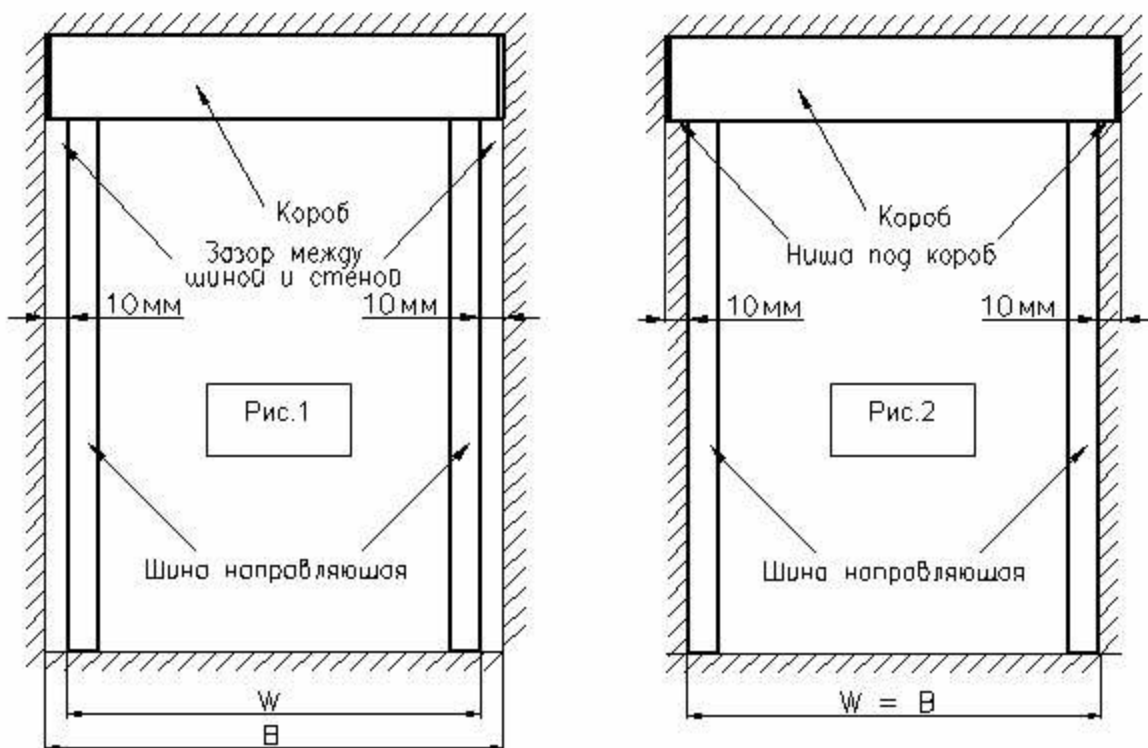 Короб
Зазор между
шиной и стеной
10мм
10мм
Рис.1
Шина направляющая
W
B
Короб
Ниша под короб
10мм
10мм
Рис.2
Шина направляющая
W = B